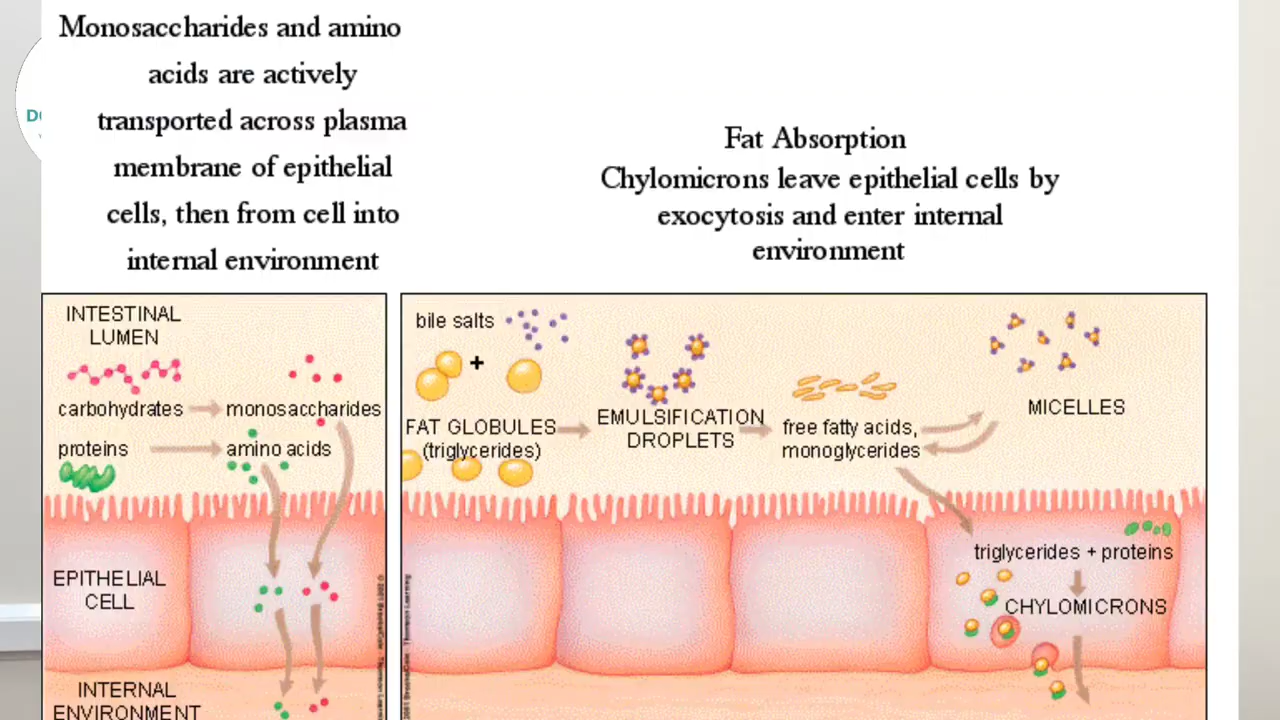 Monosaccharides and amino
acids are actively
transported across plasma
membrane of epithelial
cells, then from cell into
internal environment
Fat Absorption
Chylomicrons leave epithelial cells by
exocytosis and enter internal
environment
INTESTINAL
LUMEN
carbohydrates
monosaccharides
proteins
amino acids
EPITHELIAL
CELL
INTERNAL
ENVIRONMENT
bile salts
+
FAT GLOBULES
(triglycerides)
EMULSIFICATION
DROPLETS
free fatty acids,
monoglycerides
MICELLES
triglycerides + proteins
CHYLOMICRONS